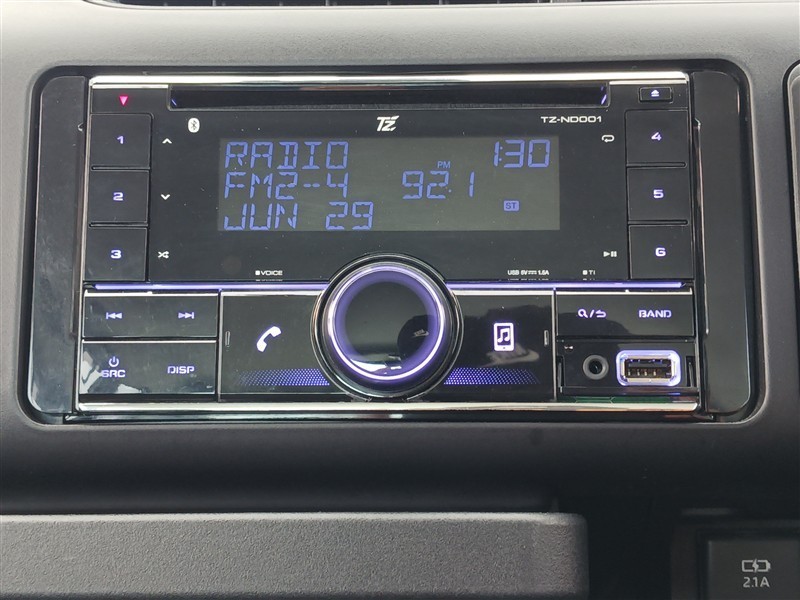 TZ
TZ-ND001
1
4
RADIO
PM 1:30
FM2-4 92.1
2
5
ST
JUN 29
3
6
VOICE
USB 5V 1.5A
TI
BAND
SRC
DISP
2.1A